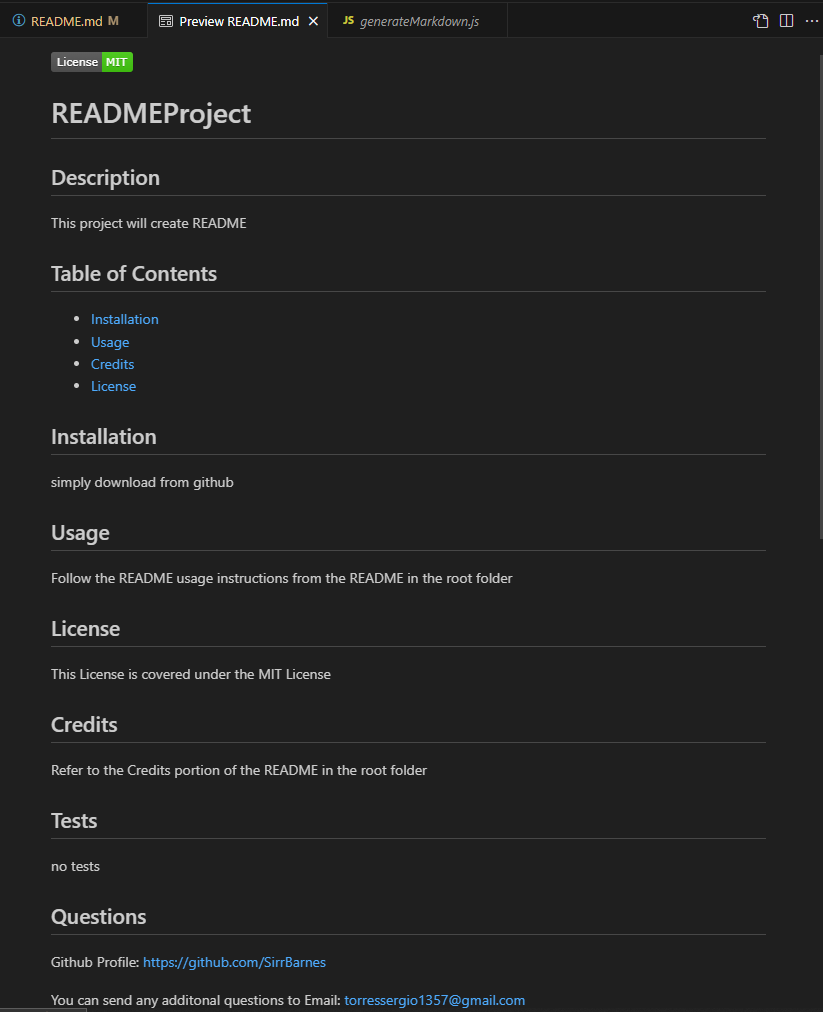 README.md M
Preview README.md
JS generateMarkdown.js
License MIT
READMEProject
Description
This project will create README
Table of Contents
Installation
Usage
Credits
License
Installation
simply download from github
Usage
Follow the README usage instructions from the README in the root folder
License
This License is covered under the MIT License
Credits
Refer to the Credits portion of the README in the root folder
Tests
no tests
Questions
Github Profile: https://github.com/SirrBarnes
You can send any additonal questions to Email: torressergio1357@gmail.com